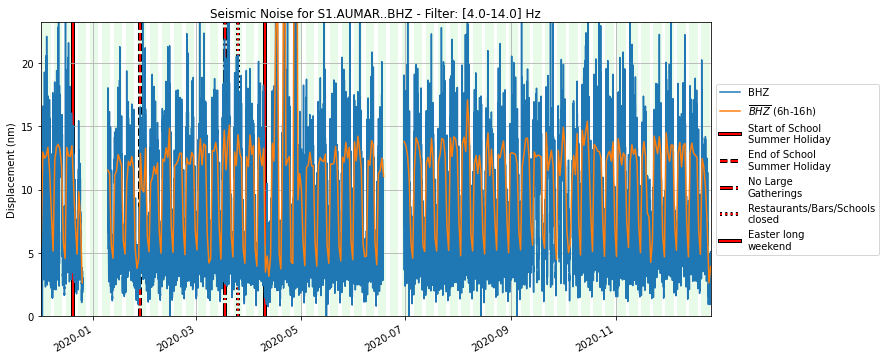 Seismic Noise for S1.AUMAR..BHZ - Filter: [4.0-14.0] Hz
Displacement (nm)
20
15
10
5
0
2020-01
2020-03
2020-05
2020-07
2020-09
2020-11
BHZ
BHZ (6h-16h)
Start of School
Summer Holiday
End of School
Summer Holiday
No Large
Gatherings
Restaurants/Bars/Schools
closed
Easter long
weekend